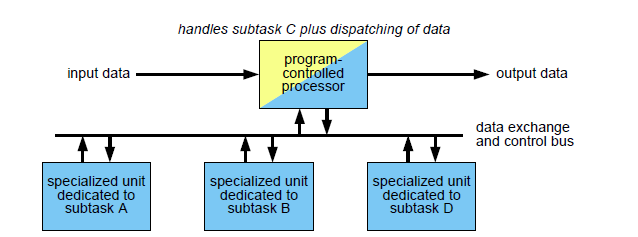 handles subtask C plus dispatching of data
input data
program-
controlled
processor
output data
data exchange
and control bus
specialized unit
dedicated to
subtask A
specialized unit
dedicated to
subtask B
specialized unit
dedicated to
subtask D